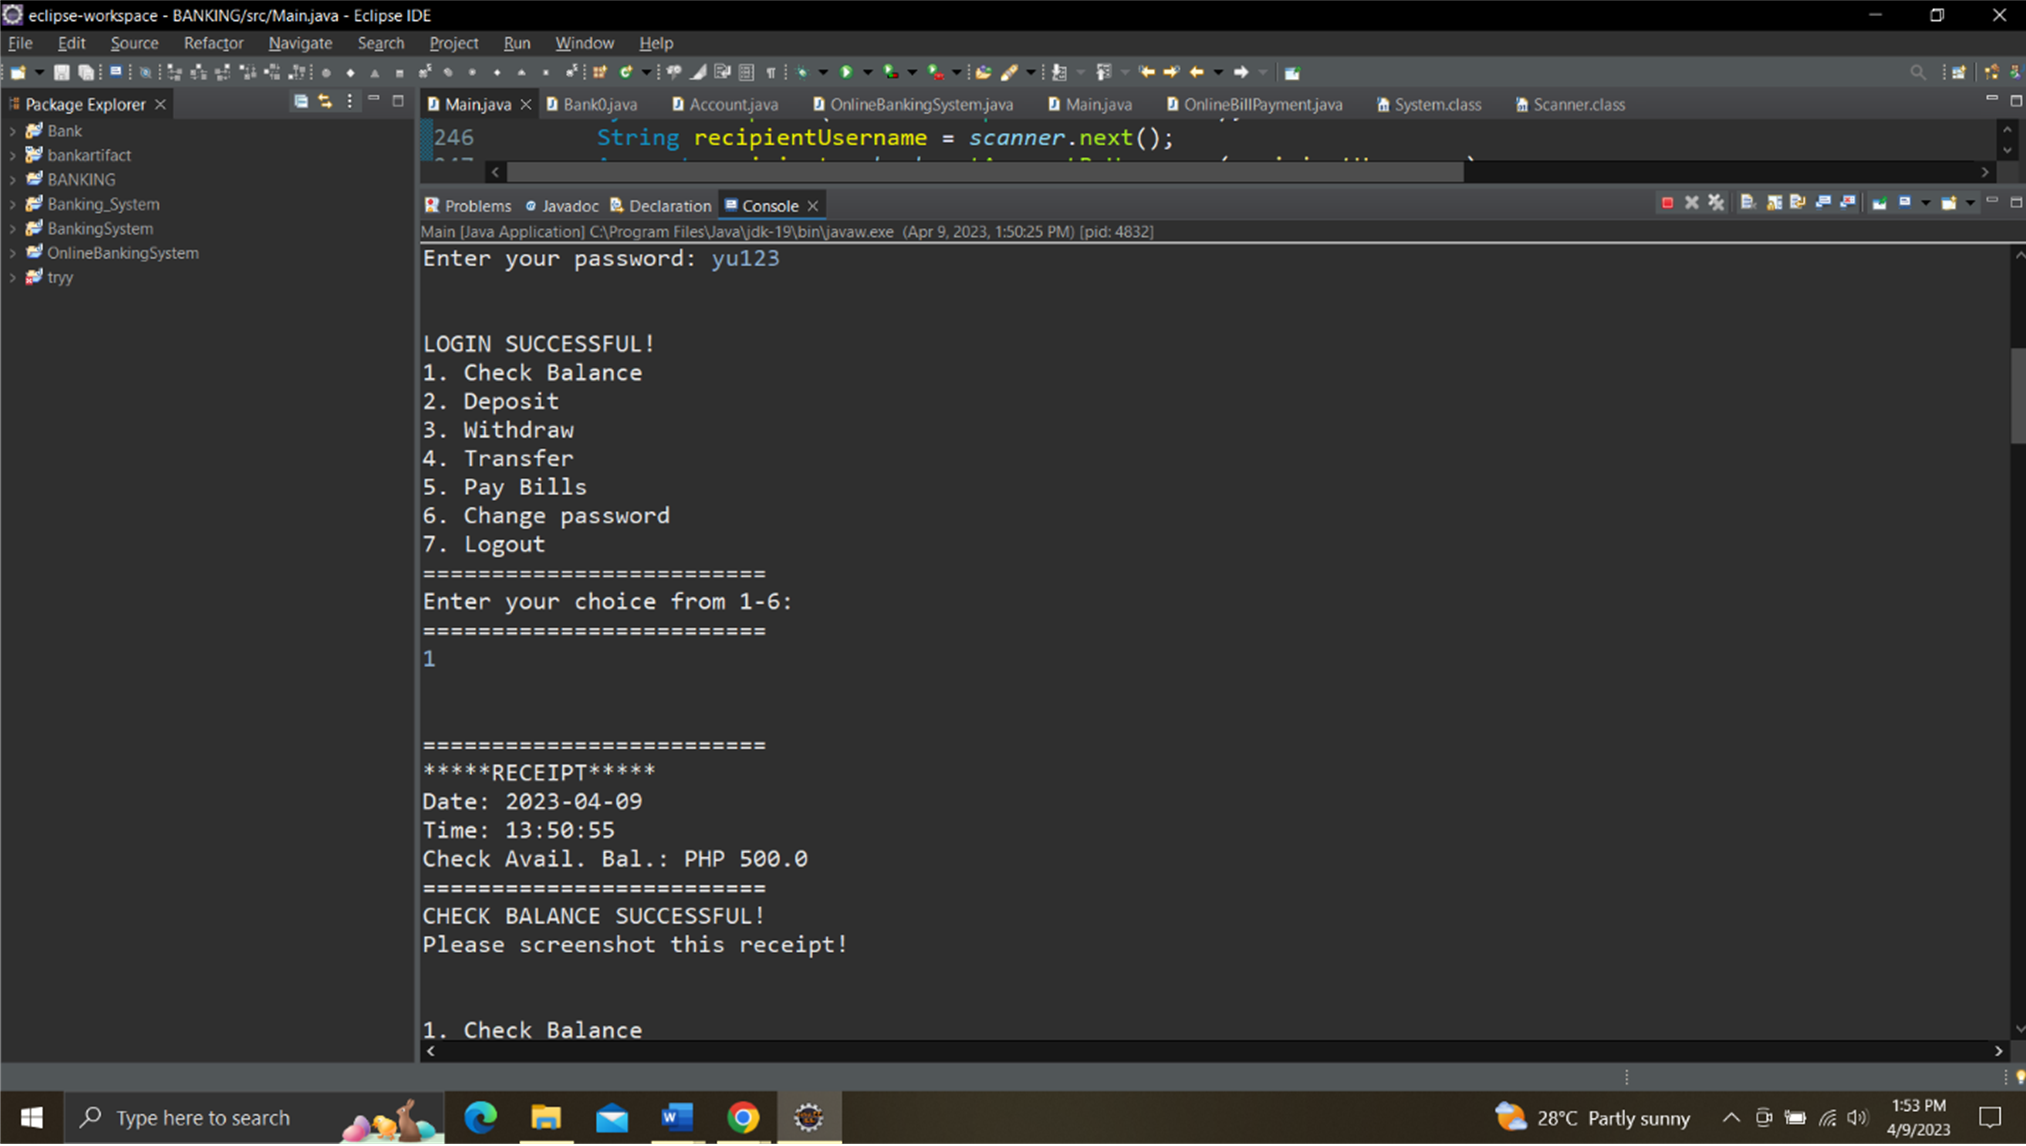 eclipse-workspace - BANKING/src/Main.java - Eclipse IDE
File Edit Source Refactor Navigate Search Project Run Window Help
Package Explorer
Main.java Bank0.java Account.java OnlineBankingSystem.java Main.java OnlineBillPayment.java System.class Scanner.class
Bank
bankartifact
BANKING
Banking_System
BankingSystem
OnlineBankingSystem
tryy
246 String recipientUsername = scanner.next();
Problems Javadoc Declaration Console
Main [Java Application] C:\Program Files\Java\jdk-19\bin\javaw.exe (Apr 9, 2023, 1:50:25 PM) [pid: 4832]
Enter your password: yu123
LOGIN SUCCESSFUL!
1. Check Balance
2. Deposit
3. Withdraw
4. Transfer
5. Pay Bills
6. Change password
7. Logout
=========================
Enter your choice from 1-6:
=========================
1
=========================
*****RECEIPT*****
Date: 2023-04-09
Time: 13:50:55
Check Avail. Bal.: PHP 500.0
=========================
CHECK BALANCE SUCCESSFUL!
Please screenshot this receipt!
1. Check Balance
Type here to search
28°C Partly sunny
1:53 PM
4/9/2023